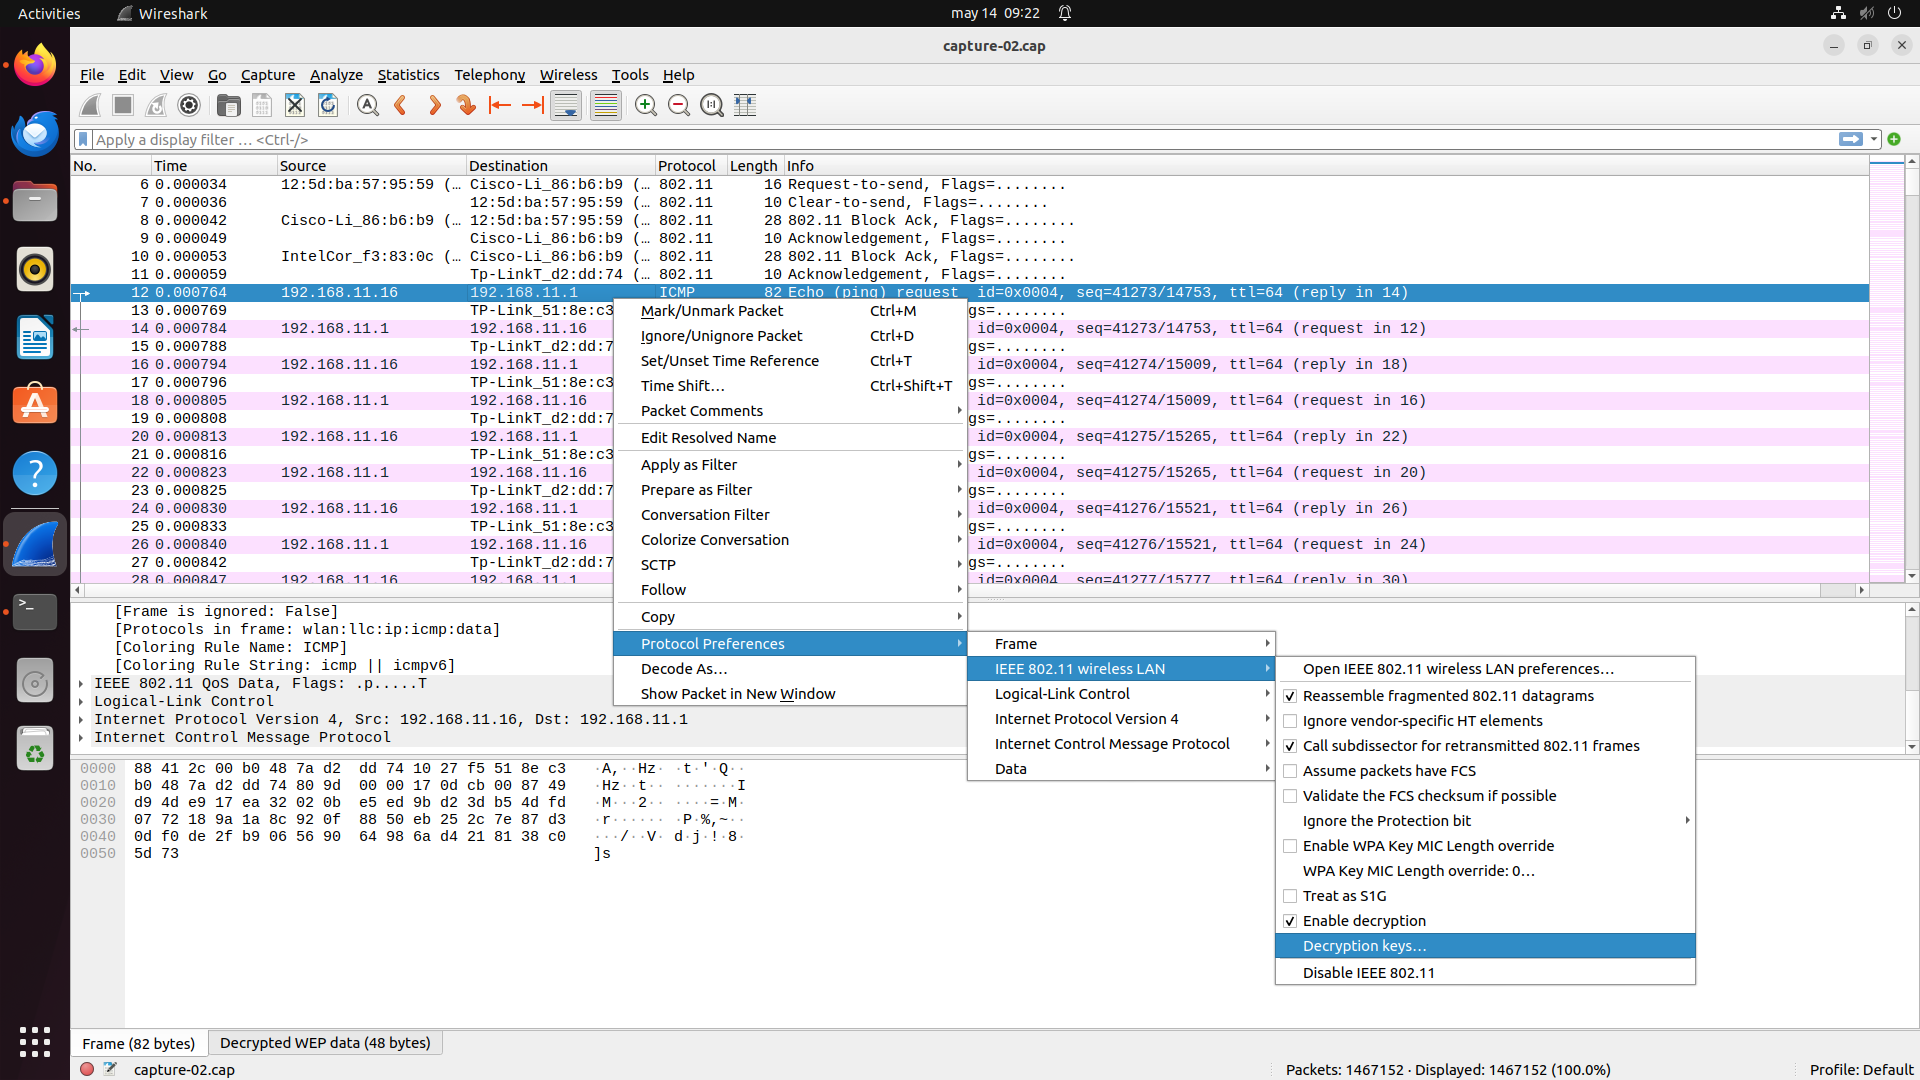 Activities
Wireshark
may 14 09:22
capture-02.cap
File Edit View Go Capture Analyze Statistics Telephony Wireless Tools Help
Apply a display filter … <Ctrl-/>
No. Time Source Destination Protocol Length Info
6 0.000034 12:5d:ba:57:95:59 (… Cisco-Li_86:b6:b9 (… 802.11 16 Request-to-send, Flags=........
7 0.000036 12:5d:ba:57:95:59 (… 802.11 10 Clear-to-send, Flags=........
8 0.000042 Cisco-Li_86:b6:b9 (… 12:5d:ba:57:95:59 (… 802.11 28 802.11 Block Ack, Flags=........
9 0.000049 Cisco-Li_86:b6:b9 (… 802.11 10 Acknowledgement, Flags=........
10 0.000053 IntelCor_f3:83:0c (… Cisco-Li_86:b6:b9 (… 802.11 28 802.11 Block Ack, Flags=........
11 0.000059 Tp-LinkT_d2:dd:74 (… 802.11 10 Acknowledgement, Flags=........
12 0.000764 192.168.11.16 192.168.11.1 ICMP 82 Echo (ping) request id=0x0004, seq=41273/14753, ttl=64 (reply in 14)
13 0.000769 TP-Link_51:8e:c3 gs=........
14 0.000784 192.168.11.1 192.168.11.16 id=0x0004, seq=41273/14753, ttl=64 (request in 12)
15 0.000788 Tp-LinkT_d2:dd:7 gs=........
16 0.000794 192.168.11.16 192.168.11.1 id=0x0004, seq=41274/15009, ttl=64 (reply in 18)
17 0.000796 TP-Link_51:8e:c3 gs=........
18 0.000805 192.168.11.1 192.168.11.16 id=0x0004, seq=41274/15009, ttl=64 (request in 16)
19 0.000808 Tp-LinkT_d2:dd:7 gs=........
20 0.000813 192.168.11.16 192.168.11.1 id=0x0004, seq=41275/15265, ttl=64 (reply in 22)
21 0.000816 TP-Link_51:8e:c3 gs=........
22 0.000823 192.168.11.1 192.168.11.16 id=0x0004, seq=41275/15265, ttl=64 (request in 20)
23 0.000825 Tp-LinkT_d2:dd:7 gs=........
24 0.000830 192.168.11.16 192.168.11.1 id=0x0004, seq=41276/15521, ttl=64 (reply in 26)
25 0.000833 TP-Link_51:8e:c3 gs=........
26 0.000840 192.168.11.1 192.168.11.16 id=0x0004, seq=41276/15521, ttl=64 (request in 24)
27 0.000842 Tp-LinkT_d2:dd:7 gs=........
28 0.000847 192.168.11.16 192.168.11.1 id=0x0004, seq=41277/15777, ttl=64 (reply in 30)
Mark/Unmark Packet Ctrl+M
Ignore/Unignore Packet Ctrl+D
Set/Unset Time Reference Ctrl+T
Time Shift… Ctrl+Shift+T
Packet Comments
Edit Resolved Name
Apply as Filter
Prepare as Filter
Conversation Filter
Colorize Conversation
SCTP
Follow
Copy
Protocol Preferences
Decode As…
Show Packet in New Window
Frame
IEEE 802.11 wireless LAN
Logical-Link Control
Internet Protocol Version 4
Internet Control Message Protocol
Data
Open IEEE 802.11 wireless LAN preferences…
Reassemble fragmented 802.11 datagrams
Ignore vendor-specific HT elements
Call subdissector for retransmitted 802.11 frames
Assume packets have FCS
Validate the FCS checksum if possible
Ignore the Protection bit
Enable WPA Key MIC Length override
WPA Key MIC Length override: 0…
Treat as S1G
Enable decryption
Decryption keys…
Disable IEEE 802.11
[Frame is ignored: False]
[Protocols in frame: wlan:llc:ip:icmp:data]
[Coloring Rule Name: ICMP]
[Coloring Rule String: icmp || icmpv6]
IEEE 802.11 QoS Data, Flags: .p.....T
Logical-Link Control
Internet Protocol Version 4, Src: 192.168.11.16, Dst: 192.168.11.1
Internet Control Message Protocol
0000 88 41 2c 00 b0 48 7a d2 dd 74 10 27 f5 51 8e c3 ·A,··Hz· ·t·'·Q··
0010 b0 48 7a d2 dd 74 80 9d 00 00 17 0d cb 00 87 49 ·Hz··t·· ·······I
0020 d9 4d e9 17 ea 32 02 0b e5 ed 9b d2 3d b5 4d fd ·M···2·· ····=·M·
0030 07 72 18 9a 1a 8c 92 0f 88 50 eb 25 2c 7e 87 d3 ·r······ ·P·%,~··
0040 0d f0 de 2f b9 06 56 90 64 98 6a d4 21 81 38 c0 ···/··V· d·j·!·8·
0050 5d 73 ]s
Frame (82 bytes)
Decrypted WEP data (48 bytes)
capture-02.cap
Packets: 1467152 · Displayed: 1467152 (100.0%)
Profile: Default